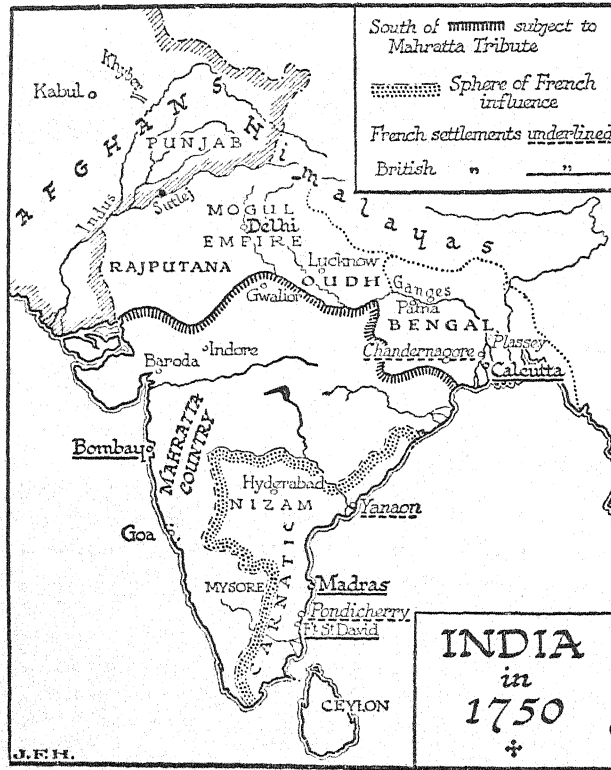 South of subject to
Mahratta Tribute
Sphere of French
influence
French settlements underlined
British " "
Kabul
Khyber
AFGHANS
PUNJAB
Himalayas
Indus
Sutlej
MOGUL
Delhi
EMPIRE
RAJPUTANA
Lucknow
OUDH
Gwalior
Ganges
Patna
BENGAL
Plassey
Chandernagore
Calcutta
Indore
Baroda
MAHRATTA
COUNTRY
Bombay
Hyderabad
NIZAM
Yanaon
Goa
CARNATIC
MYSORE
Madras
Pondicherry
Ft St David
CEYLON
INDIA
in
1750
J.F.H.